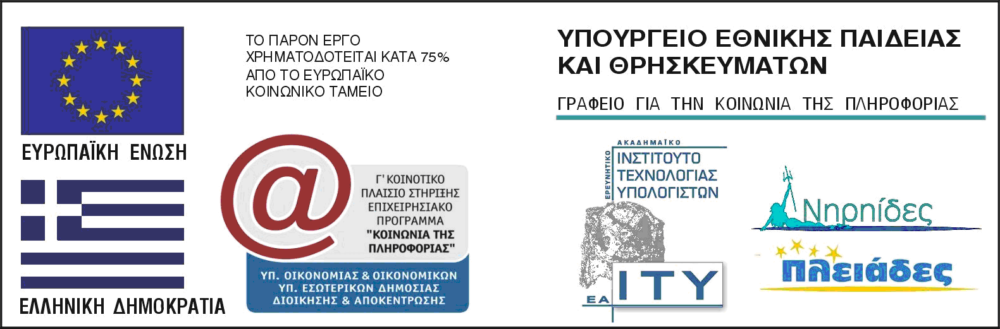 ΕΥΡΩΠΑΪΚΗ ΕΝΩΣΗ
ΕΛΛΗΝΙΚΗ ΔΗΜΟΚΡΑΤΙΑ
ΤΟ ΠΑΡΟΝ ΕΡΓΟ
ΧΡΗΜΑΤΟΔΟΤΕΙΤΑΙ ΚΑΤΑ 75%
ΑΠΟ ΤΟ ΕΥΡΩΠΑΪΚΟ
ΚΟΙΝΩΝΙΚΟ ΤΑΜΕΙΟ
@
Γ' ΚΟΙΝΟΤΙΚΟ
ΠΛΑΙΣΙΟ ΣΤΗΡΙΞΗΣ
ΕΠΙΧΕΙΡΗΣΙΑΚΟ
ΠΡΟΓΡΑΜΜΑ
"ΚΟΙΝΩΝΙΑ ΤΗΣ
ΠΛΗΡΟΦΟΡΙΑΣ"
ΥΠ. ΟΙΚΟΝΟΜΙΑΣ & ΟΙΚΟΝΟΜΙΚΩΝ
ΥΠ. ΕΣΩΤΕΡΙΚΩΝ ΔΗΜΟΣΙΑΣ
ΔΙΟΙΚΗΣΗΣ & ΑΠΟΚΕΝΤΡΩΣΗΣ
ΥΠΟΥΡΓΕΙΟ ΕΘΝΙΚΗΣ ΠΑΙΔΕΙΑΣ
ΚΑΙ ΘΡΗΣΚΕΥΜΑΤΩΝ
ΓΡΑΦΕΙΟ ΓΙΑ ΤΗΝ ΚΟΙΝΩΝΙΑ ΤΗΣ ΠΛΗΡΟΦΟΡΙΑΣ
ΑΚΑΔΗΜΑΪΚΟ
ΕΡΕΥΝΗΤΙΚΟ
ΙΝΣΤΙΤΟΥΤΟ
ΤΕΧΝΟΛΟΓΙΑΣ
ΥΠΟΛΟΓΙΣΤΩΝ
ΕΑ ΙΤΥ
Νηρηίδες
Πλειάδες